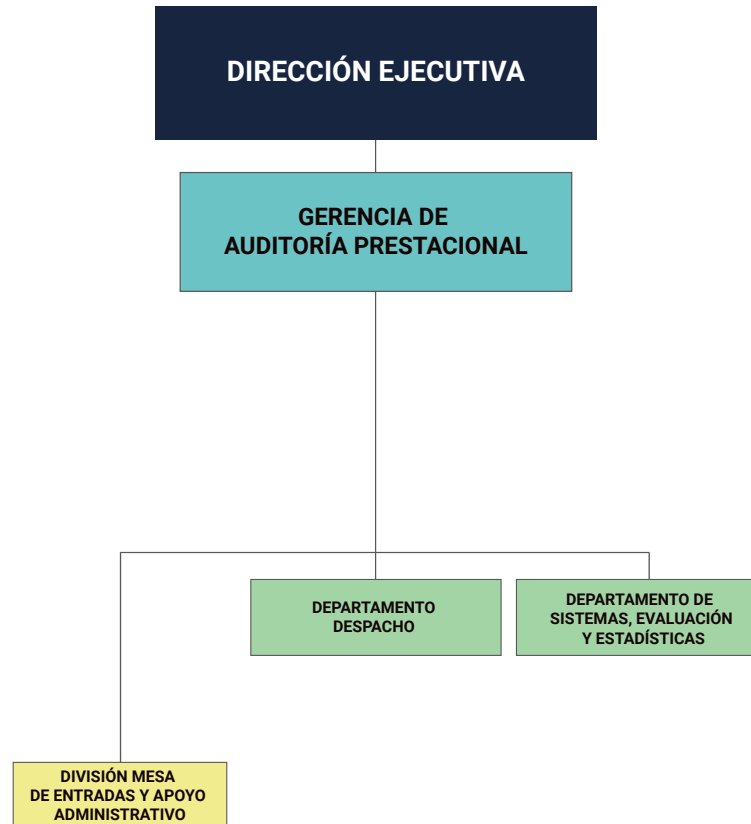 DIRECCIÓN EJECUTIVA
GERENCIA DE
AUDITORÍA PRESTACIONAL
DEPARTAMENTO
DESPACHO
DEPARTAMENTO DE
SISTEMAS, EVALUACIÓN
Y ESTADÍSTICAS
DIVISIÓN MESA
DE ENTRADAS Y APOYO
ADMINISTRATIVO